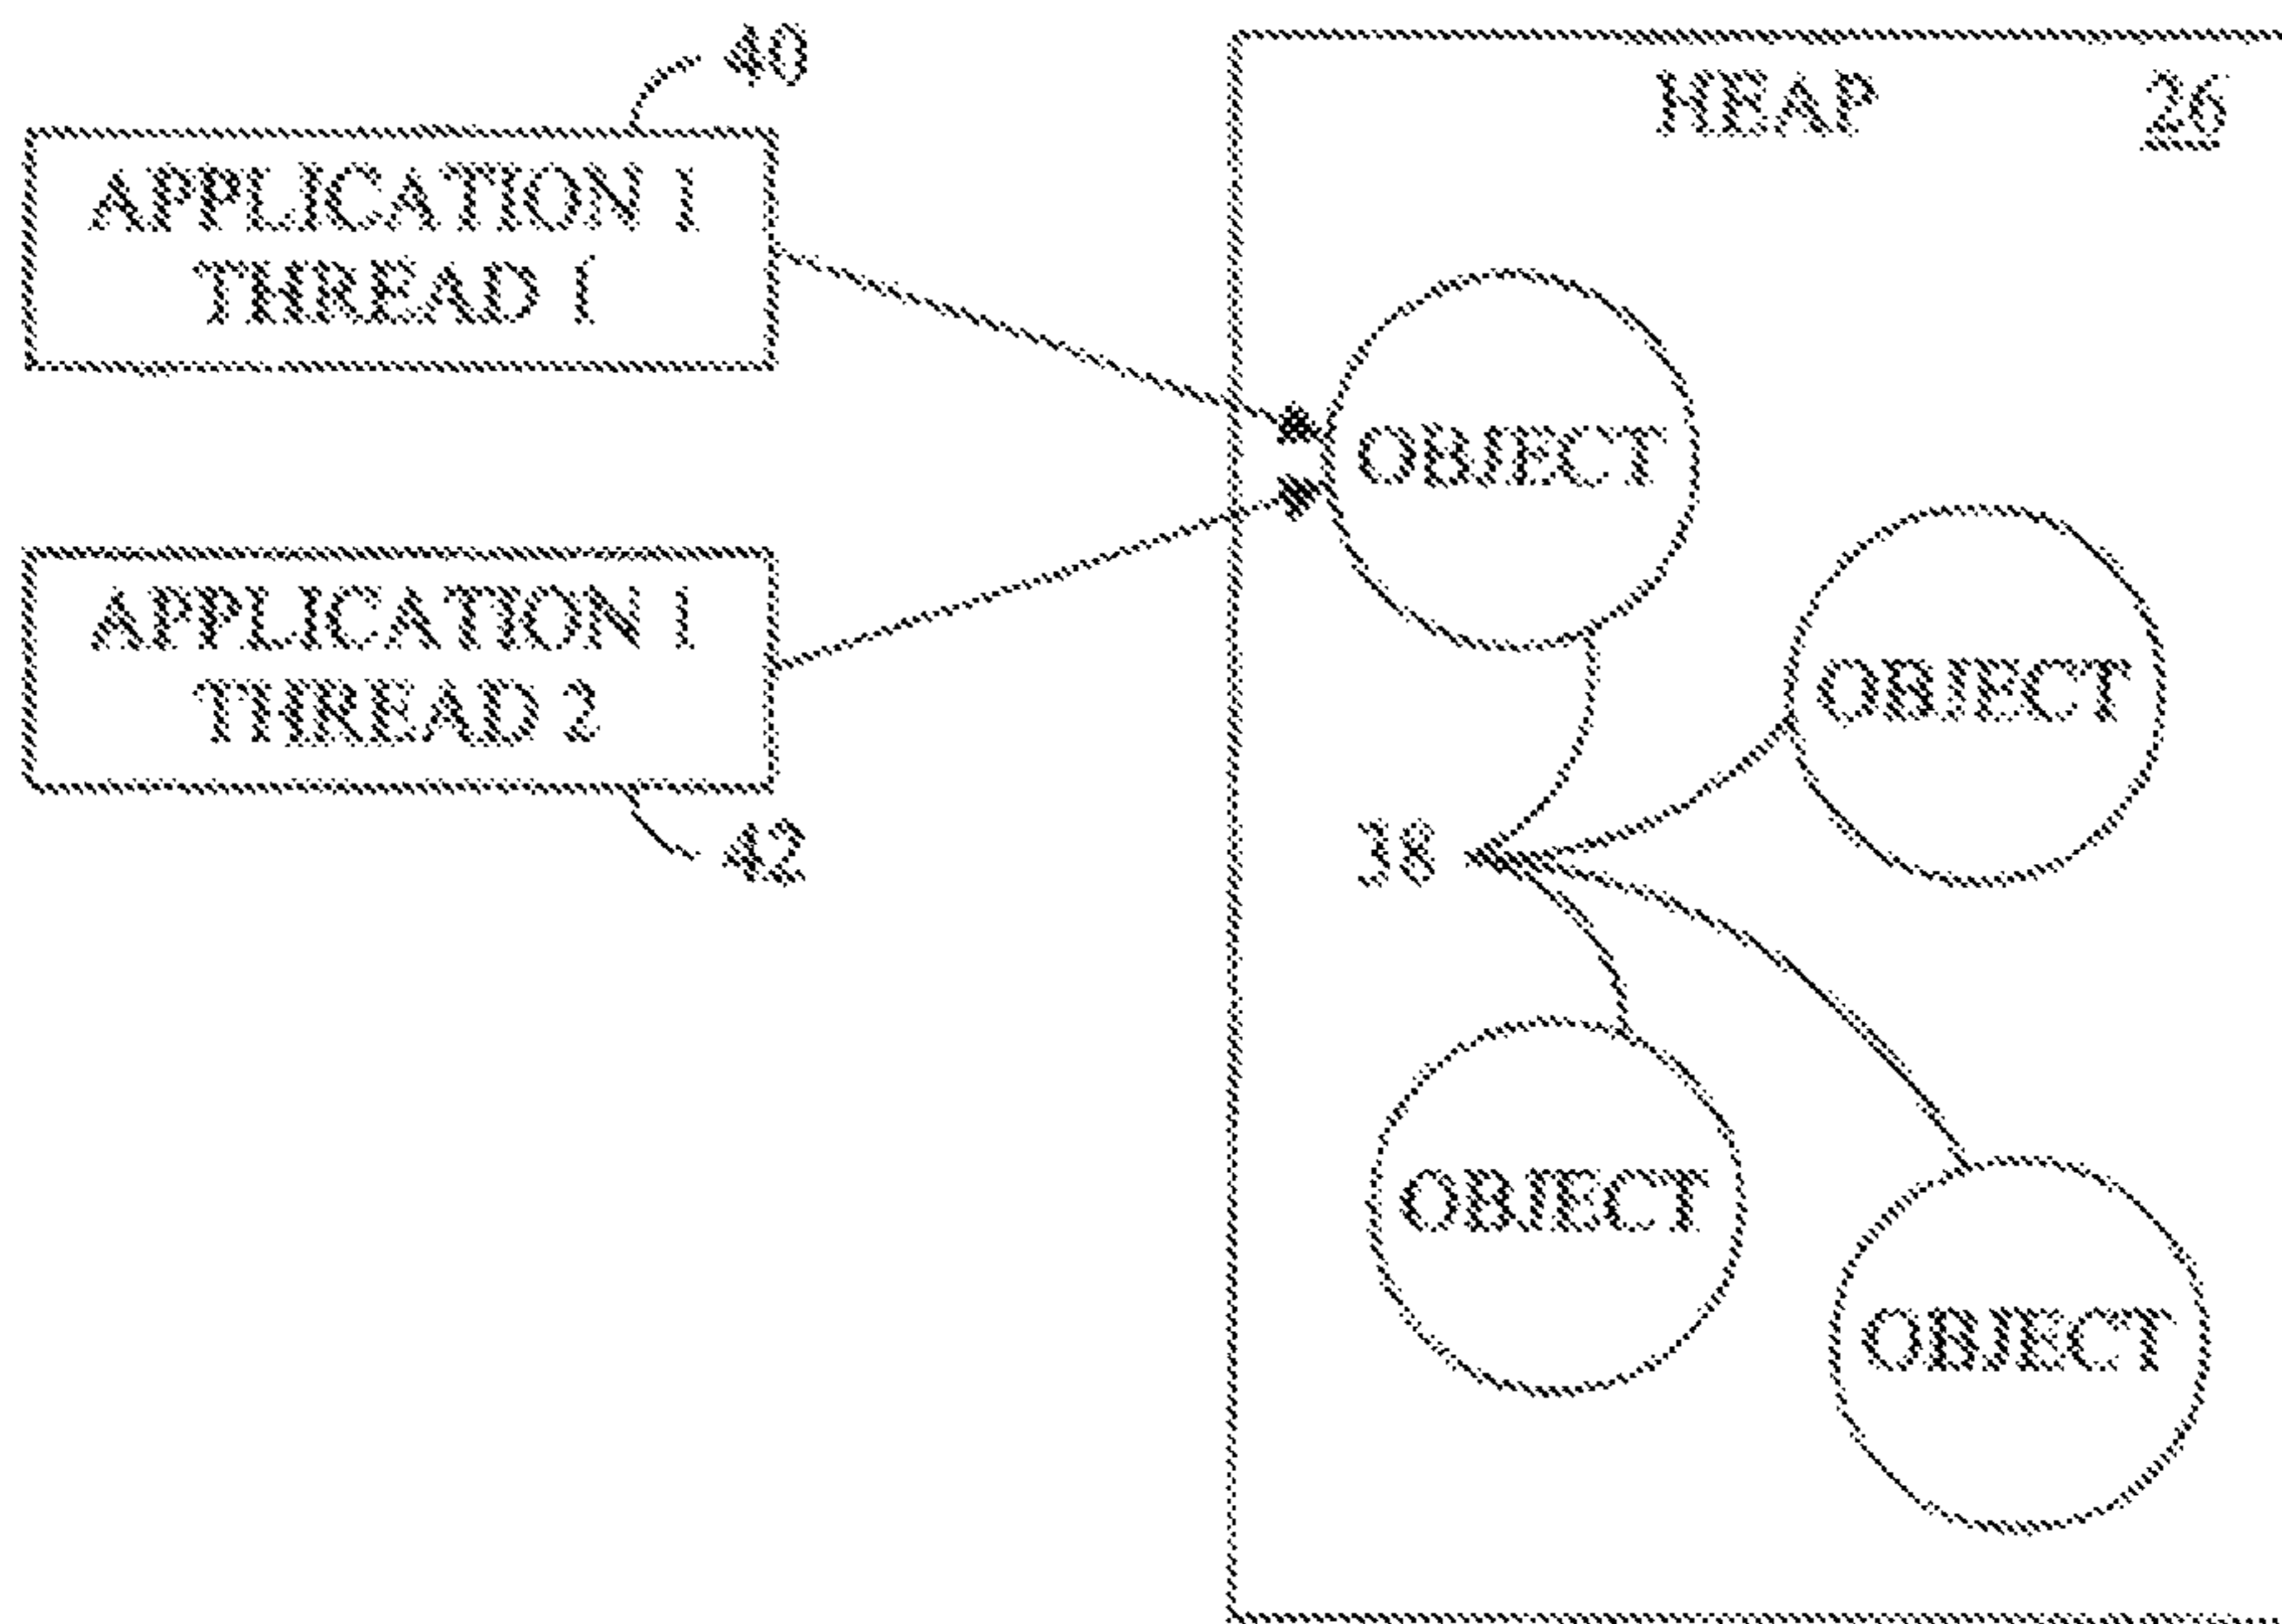 40
APPLICATION 1
THREAD 1
HEAP 26
OBJECT
APPLICATION 1
THREAD 2
42
OBJECT
38
OBJECT
OBJECT